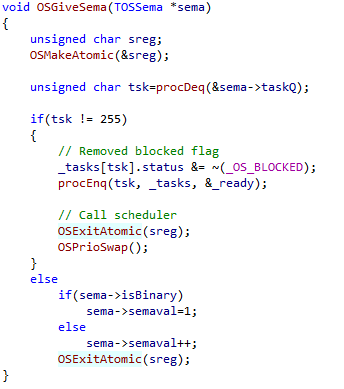 void OSGiveSema(TOSSema *sema)
{
    unsigned char sreg;
    OSMakeAtomic(&sreg);

    unsigned char tsk=procDeq(&sema->taskQ);

    if(tsk != 255)
    {
        // Removed blocked flag
        _tasks[tsk].status &= ~(_OS_BLOCKED);
        procEnq(tsk, _tasks, &_ready);

        // Call scheduler
        OSExitAtomic(sreg);
        OSPrioSwap();
    }
    else
        if(sema->isBinary)
            sema->semaval=1;
        else
            sema->semaval++;
        OSExitAtomic(sreg);
}